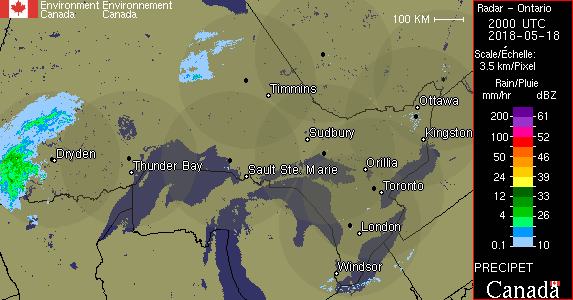 Environment Environnement
Canada Canada
100 KM
Timmins
Ottawa
Sudbury
Kingston
Dryden
Thunder Bay
Sault Ste. Marie
Orillia
Toronto
London
Windsor
Radar - Ontario
2000 UTC
2018-05-18
Scale/Échelle:
3.5 km/Pixel
Rain/Pluie
mm/hr dBZ
200 61
100 52
50 46
24 39
12 33
4 26
0.1 10
PRECIPET
Canada